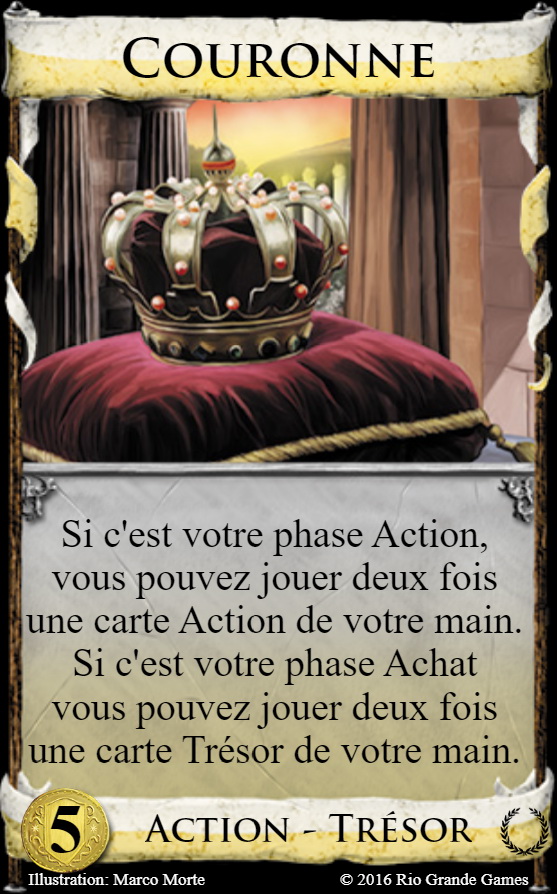 Couronne
Si c'est votre phase Action,
vous pouvez jouer deux fois
une carte Action de votre main.
Si c'est votre phase Achat
vous pouvez jouer deux fois
une carte Trésor de votre main.
5
Action - Trésor
Illustration: Marco Morte © 2016 Rio Grande Games